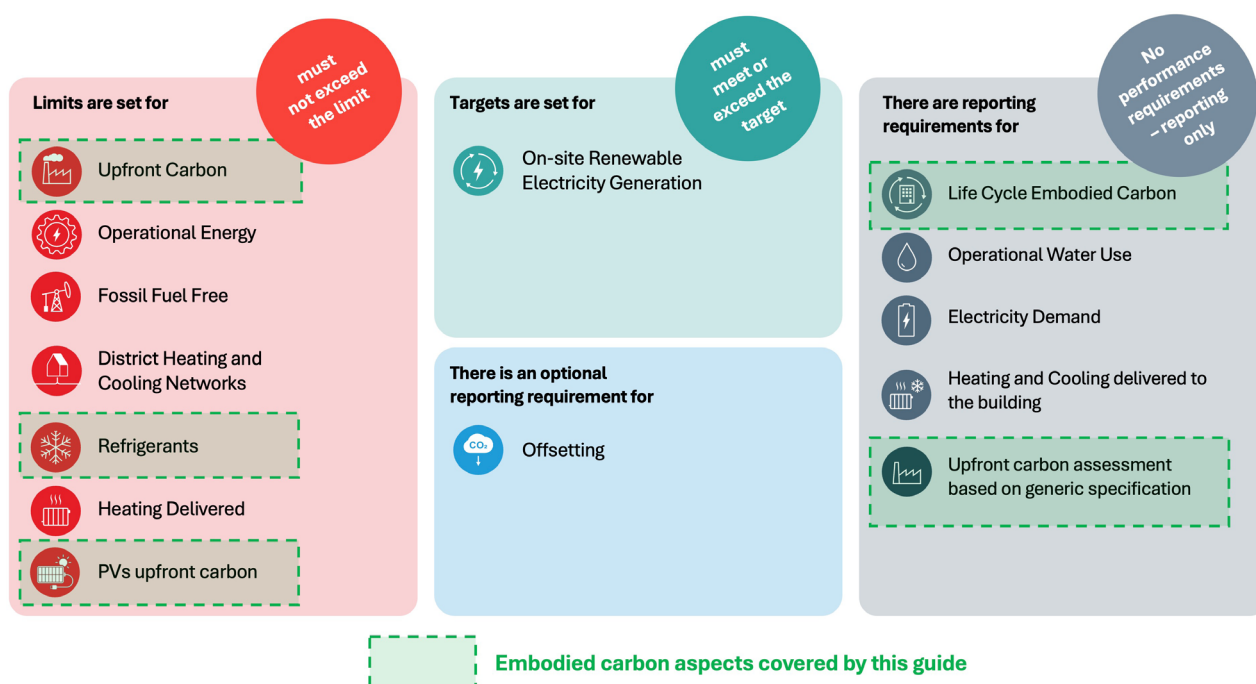 Limits are set for
must
not exceed
the limit
Upfront Carbon
Operational Energy
Fossil Fuel Free
District Heating and
Cooling Networks
Refrigerants
Heating Delivered
PVs upfront carbon
Targets are set for
must
meet or
exceed the
target
On-site Renewable
Electricity Generation
There is an optional
reporting requirement for
CO₂
Offsetting
There are reporting
requirements for
No
performance
requirements
– reporting
only
Life Cycle Embodied Carbon
Operational Water Use
Electricity Demand
Heating and Cooling delivered to
the building
Upfront carbon assessment
based on generic specification
Embodied carbon aspects covered by this guide